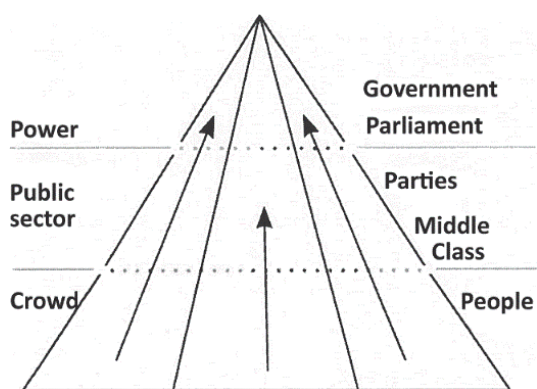 Government
Power
Parliament
Public
sector
Parties
Middle
Class
Crowd
People